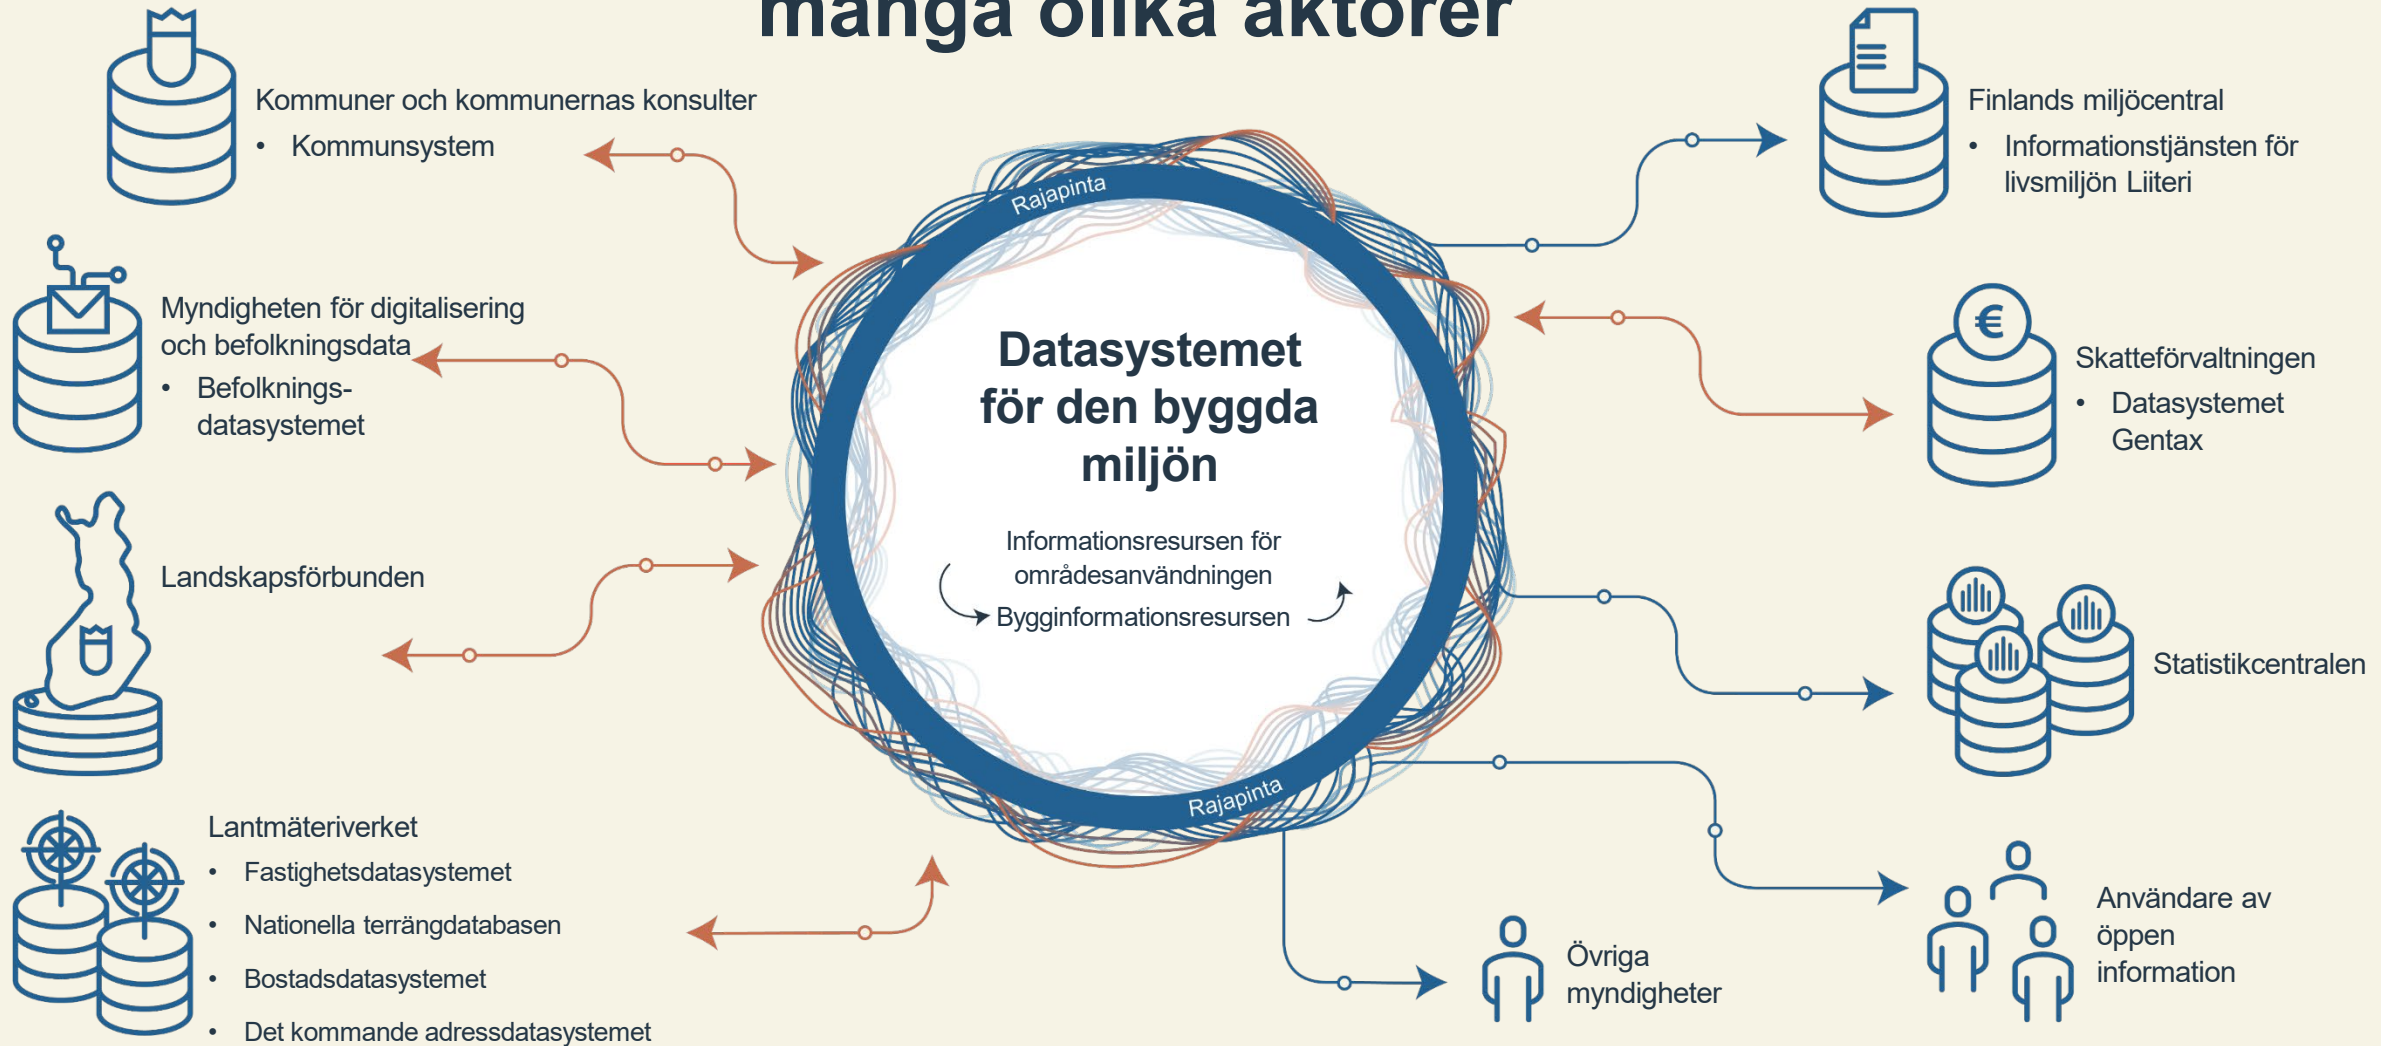 många olika aktörer
Kommuner och kommunernas konsulter
• Kommunsystem
Myndigheten för digitalisering
och befolkningsdata
• Befolknings-
datasystemet
Landskapsförbunden
Lantmäteriverket
• Fastighetsdatasystemet
• Nationella terrängdatabasen
• Bostadsdatasystemet
• Det kommande adressdatasystemet
Rajapinta
Datasystemet
för den byggda
miljön
Informationsresursen för
områdesanvändningen
Bygginformationsresursen
Rajapinta
Finlands miljöcentral
• Informationstjänsten för
livsmiljön Liiteri
€
Skatteförvaltningen
• Datasystemet
Gentax
Statistikcentralen
Användare av
öppen
information
Övriga
myndigheter